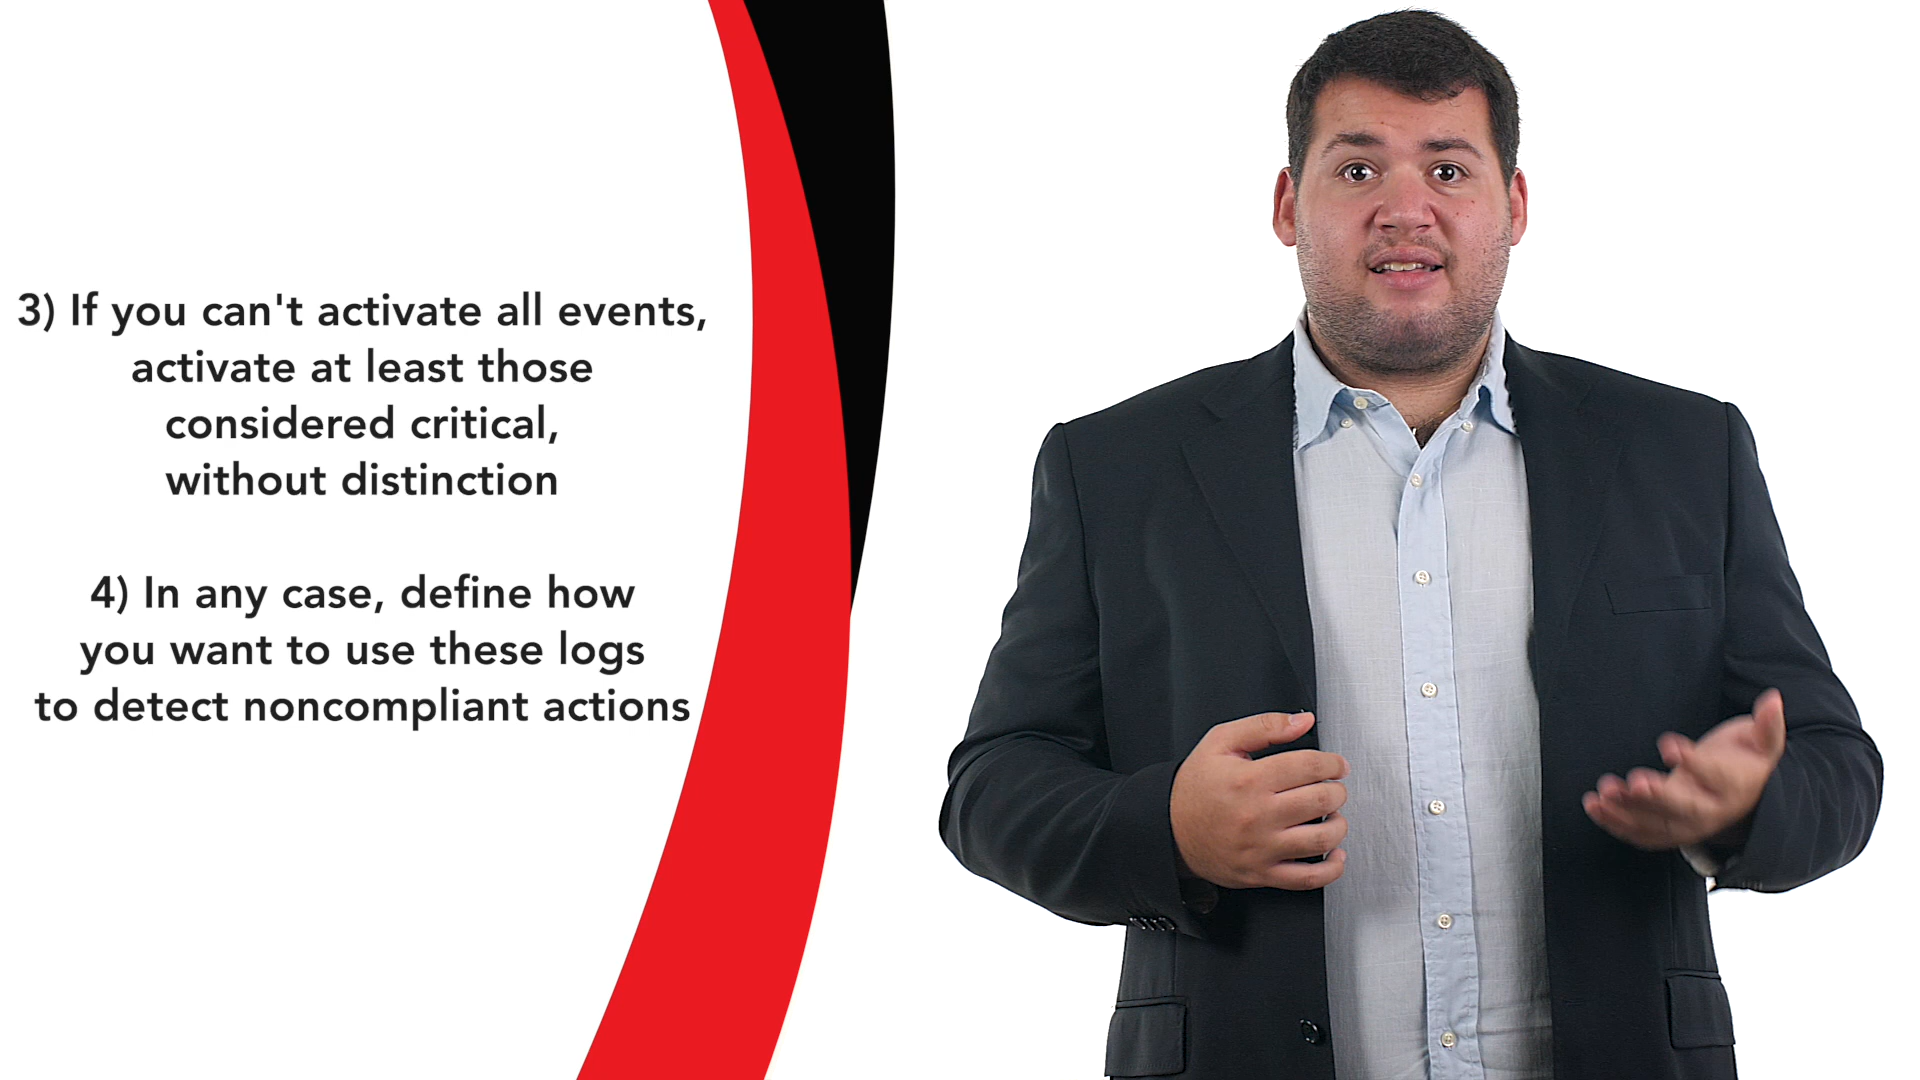 3) If you can't activate all events,
activate at least those
considered critical,
without distinction
4) In any case, define how
you want to use these logs
to detect noncompliant actions